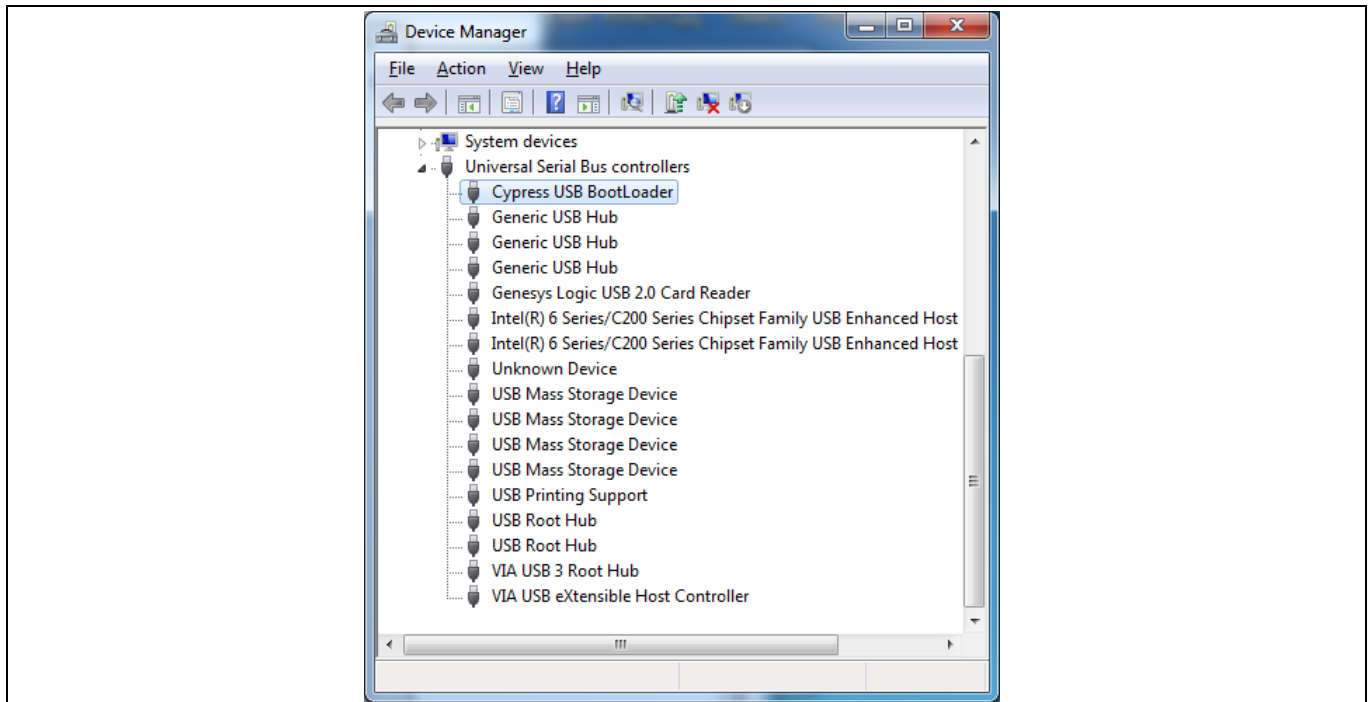 Device Manager
File Action View Help
System devices
Universal Serial Bus controllers
Cypress USB BootLoader
Generic USB Hub
Generic USB Hub
Generic USB Hub
Genesys Logic USB 2.0 Card Reader
Intel(R) 6 Series/C200 Series Chipset Family USB Enhanced Host
Intel(R) 6 Series/C200 Series Chipset Family USB Enhanced Host
Unknown Device
USB Mass Storage Device
USB Mass Storage Device
USB Mass Storage Device
USB Mass Storage Device
USB Printing Support
USB Root Hub
USB Root Hub
VIA USB 3 Root Hub
VIA USB eXtensible Host Controller